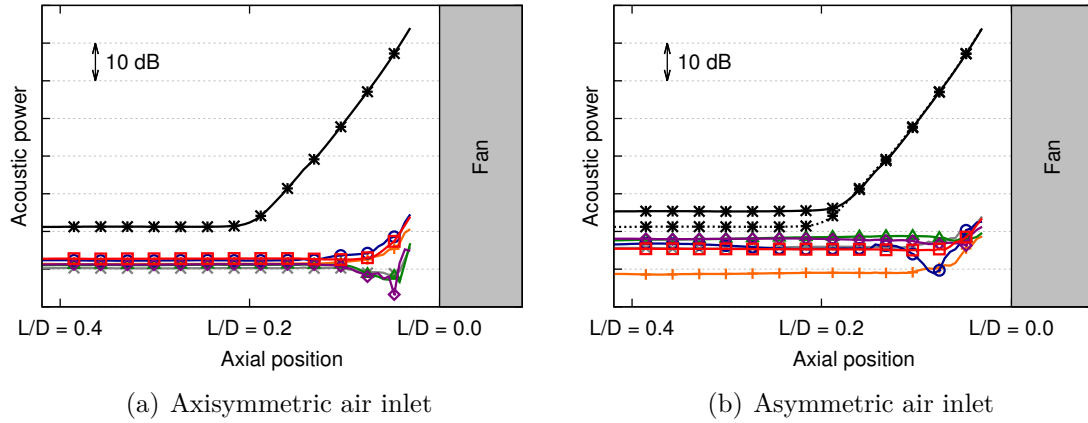 Acoustic power
10 dB
Fan
L/D = 0.4
L/D = 0.2
L/D = 0.0
Axial position
(a) Axisymmetric air inlet
Acoustic power
10 dB
Fan
L/D = 0.4
L/D = 0.2
L/D = 0.0
Axial position
(b) Asymmetric air inlet